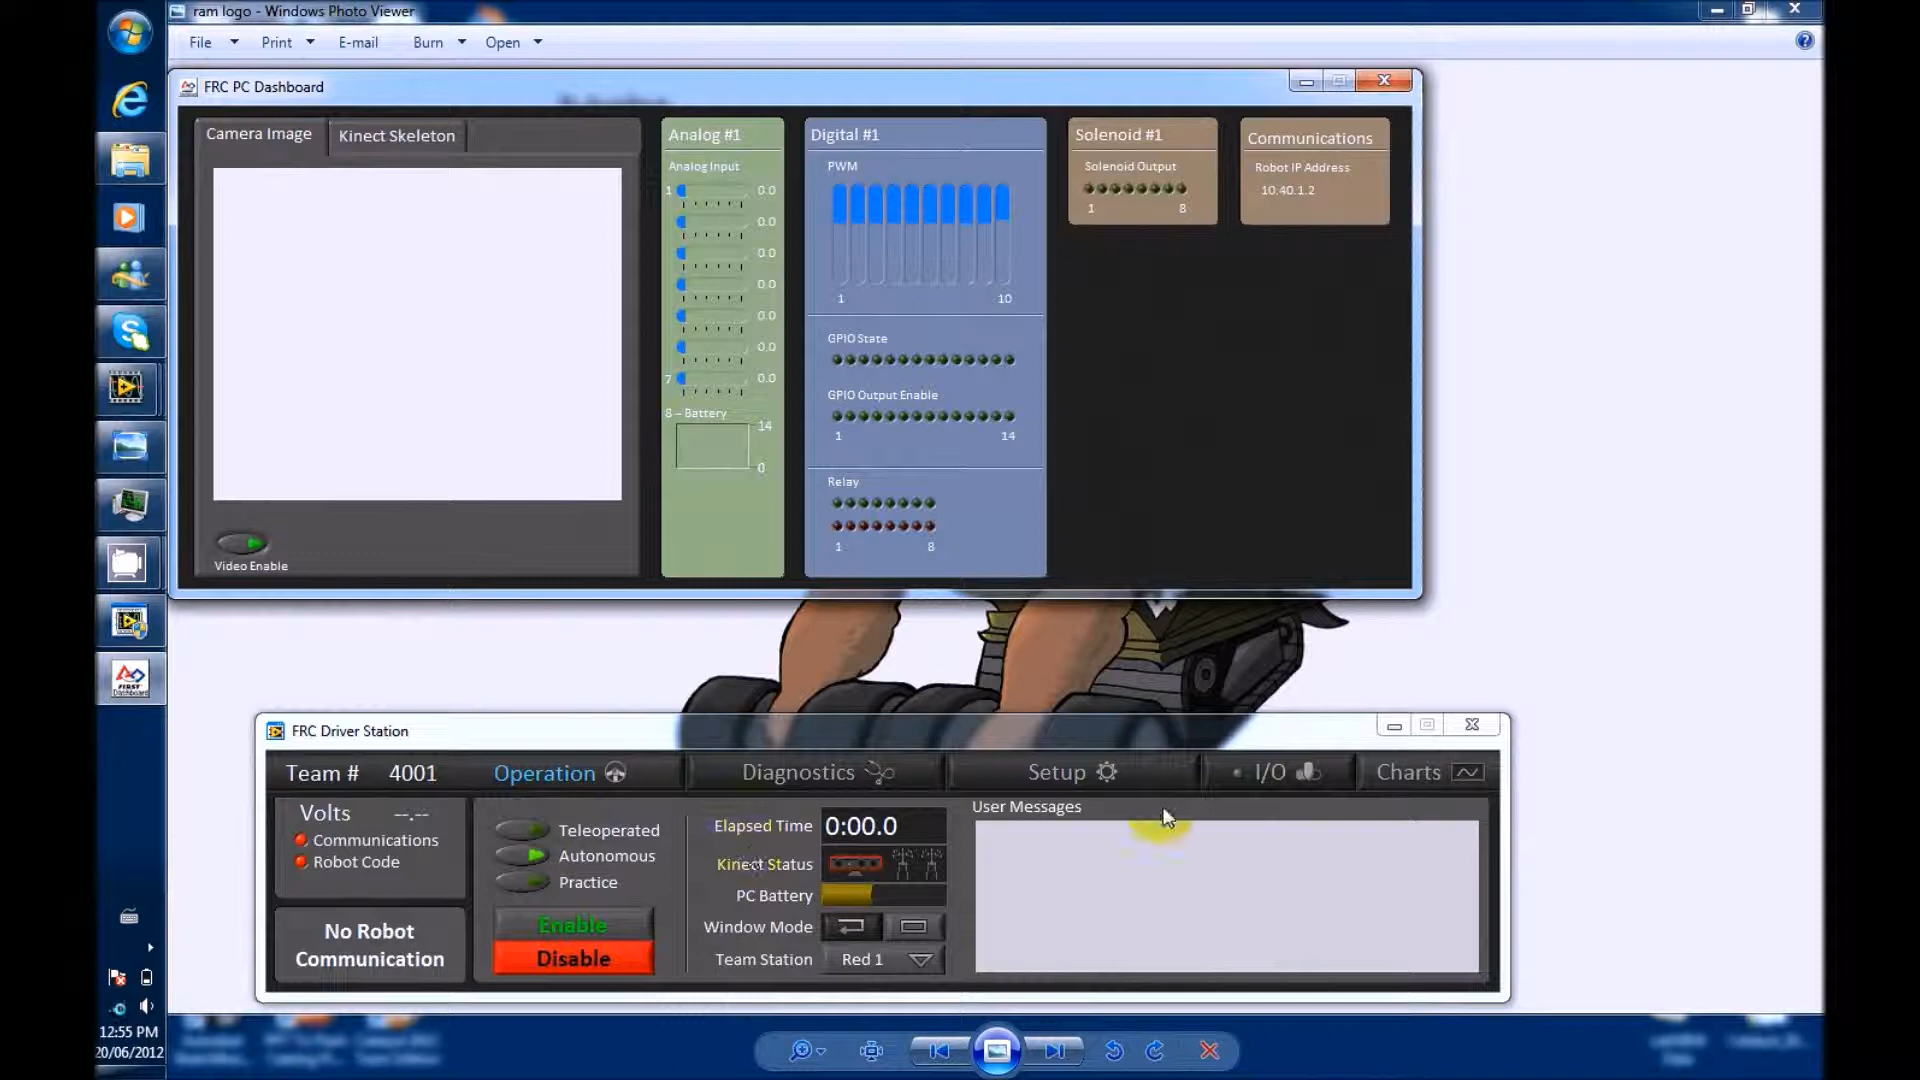 ram logo - Windows Photo Viewer
File Print E-mail Burn Open
FRC PC Dashboard
Camera Image Kinect Skeleton
Video Enable
Analog #1
Analog Input
1 0.0
0.0
0.0
0.0
0.0
0.0
7 0.0
8 - Battery
14
0
Digital #1
PWM
1 10
GPIO State
GPIO Output Enable
1 14
Relay
1 8
Solenoid #1
Solenoid Output
1 8
Communications
Robot IP Address
10.40.1.2
FRC Driver Station
Team # 4001 Operation Diagnostics Setup I/O Charts
Volts --.--
Communications
Robot Code
No Robot
Communication
Teleoperated
Autonomous
Practice
Enable
Disable
Elapsed Time 0:00.0
Kinect Status
PC Battery
Window Mode
Team Station Red 1
User Messages
FIRST
Dashboard
12:55 PM
20/06/2012